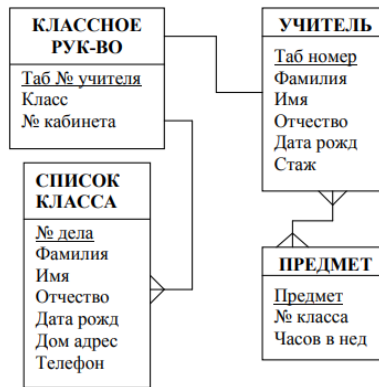 КЛАССНОЕ
РУК-ВО
Таб № учителя
Класс
№ кабинета
УЧИТЕЛЬ
Таб номер
Фамилия
Имя
Отчество
Дата рожд
Стаж
СПИСОК
КЛАССА
№ дела
Фамилия
Имя
Отчество
Дата рожд
Дом адрес
Телефон
ПРЕДМЕТ
Предмет
№ класса
Часов в нед